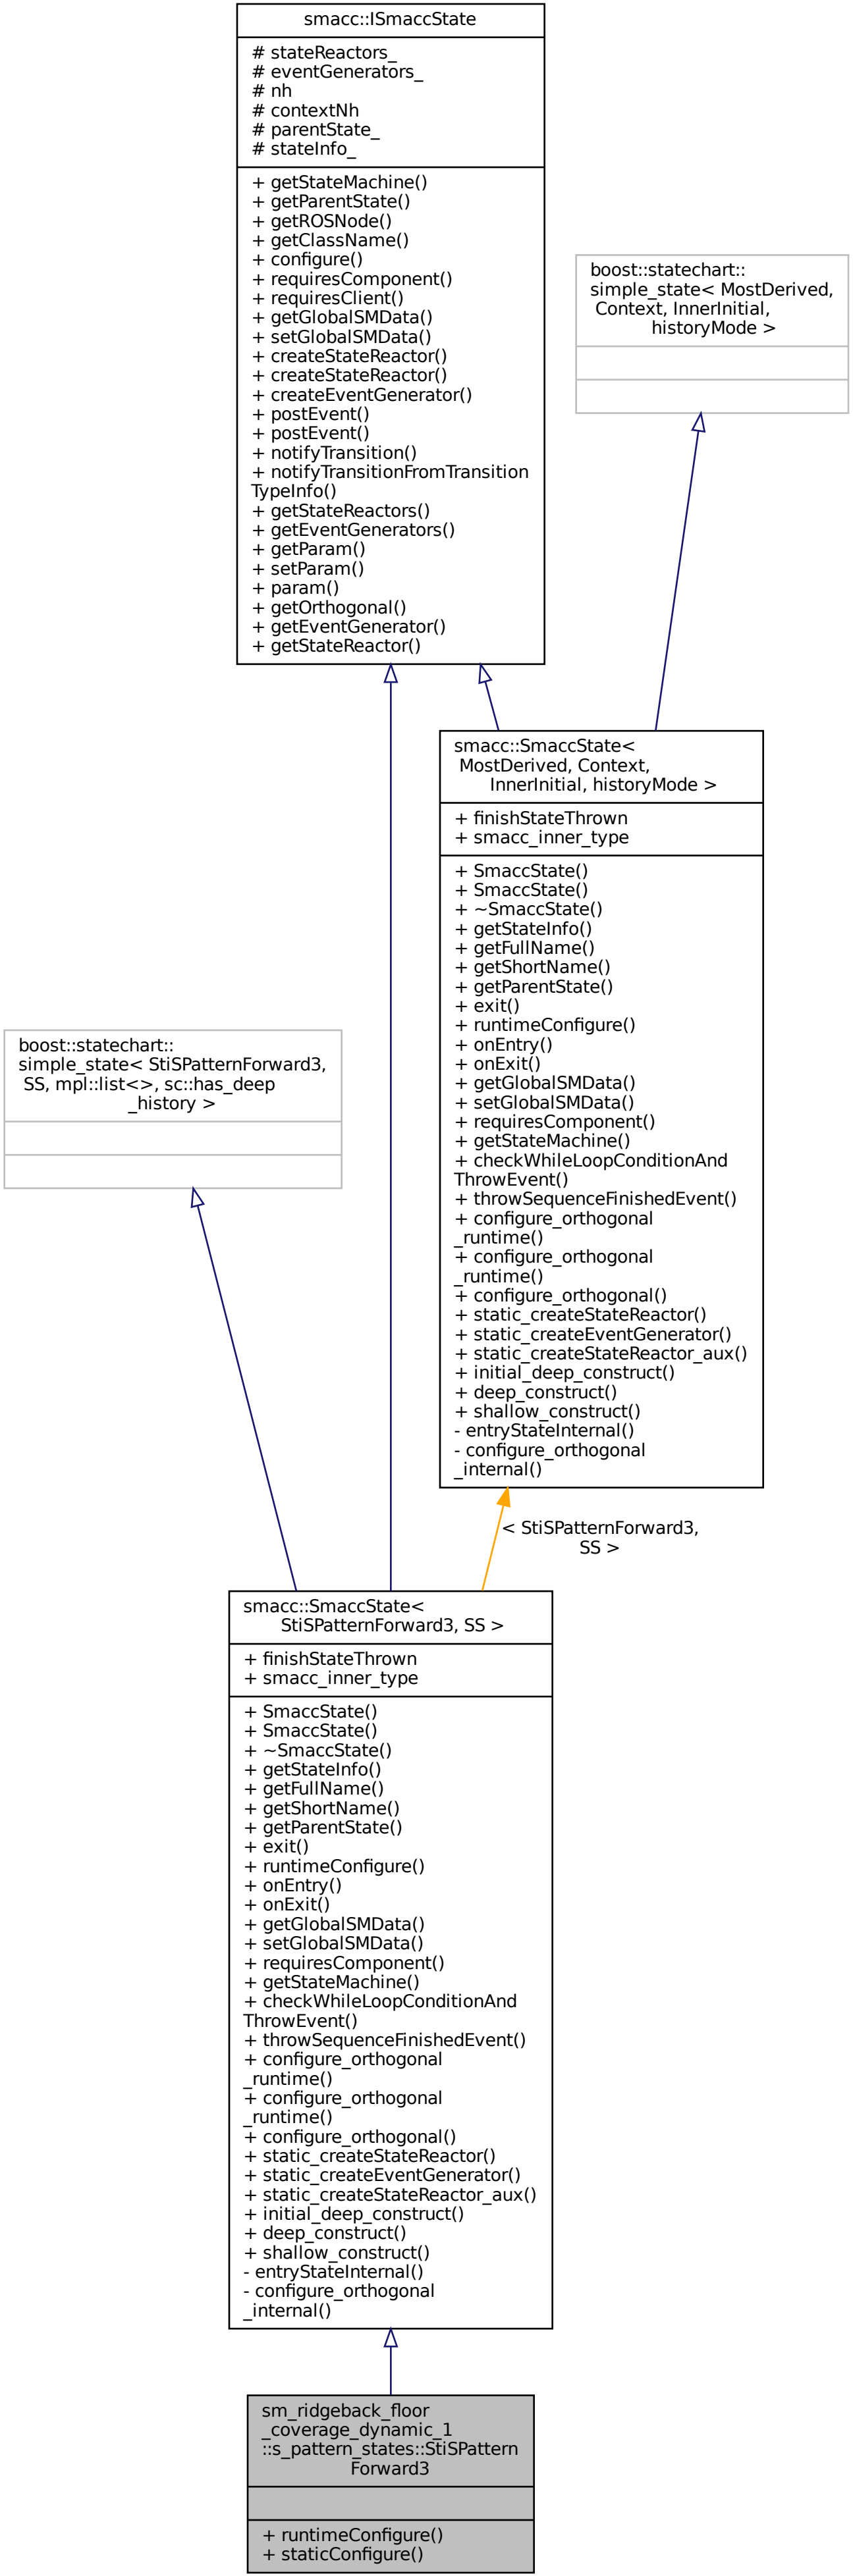 smacc::ISmaccState
# stateReactors_
# eventGenerators_
# nh
# contextNh
# parentState_
# stateInfo_
+ getStateMachine()
+ getParentState()
+ getROSNode()
+ getClassName()
+ configure()
+ requiresComponent()
+ requiresClient()
+ getGlobalSMData()
+ setGlobalSMData()
+ createStateReactor()
+ createStateReactor()
+ createEventGenerator()
+ postEvent()
+ postEvent()
+ notifyTransition()
+ notifyTransitionFromTransition
TypeInfo()
+ getStateReactors()
+ getEventGenerators()
+ getParam()
+ setParam()
+ param()
+ getOrthogonal()
+ getEventGenerator()
+ getStateReactor()
boost::statechart::
simple_state< MostDerived,
Context, InnerInitial,
historyMode >
smacc::SmaccState<
MostDerived, Context,
InnerInitial, historyMode >
+ finishStateThrown
+ smacc_inner_type
+ SmaccState()
+ SmaccState()
+ ~SmaccState()
+ getStateInfo()
+ getFullName()
+ getShortName()
+ getParentState()
+ exit()
+ runtimeConfigure()
+ onEntry()
+ onExit()
+ getGlobalSMData()
+ setGlobalSMData()
+ requiresComponent()
+ getStateMachine()
+ checkWhileLoopConditionAnd
ThrowEvent()
+ throwSequenceFinishedEvent()
+ configure_orthogonal
_runtime()
+ configure_orthogonal
_runtime()
+ configure_orthogonal()
+ static_createStateReactor()
+ static_createEventGenerator()
+ static_createStateReactor_aux()
+ initial_deep_construct()
+ deep_construct()
+ shallow_construct()
- entryStateInternal()
- configure_orthogonal
_internal()
boost::statechart::
simple_state< StiSPatternForward3,
SS, mpl::list<>, sc::has_deep
_history >
< StiSPatternForward3,
SS >
smacc::SmaccState<
StiSPatternForward3, SS >
+ finishStateThrown
+ smacc_inner_type
+ SmaccState()
+ SmaccState()
+ ~SmaccState()
+ getStateInfo()
+ getFullName()
+ getShortName()
+ getParentState()
+ exit()
+ runtimeConfigure()
+ onEntry()
+ onExit()
+ getGlobalSMData()
+ setGlobalSMData()
+ requiresComponent()
+ getStateMachine()
+ checkWhileLoopConditionAnd
ThrowEvent()
+ throwSequenceFinishedEvent()
+ configure_orthogonal
_runtime()
+ configure_orthogonal
_runtime()
+ configure_orthogonal()
+ static_createStateReactor()
+ static_createEventGenerator()
+ static_createStateReactor_aux()
+ initial_deep_construct()
+ deep_construct()
+ shallow_construct()
- entryStateInternal()
- configure_orthogonal
_internal()
sm_ridgeback_floor
_coverage_dynamic_1
::s_pattern_states::StiSPattern
Forward3
+ runtimeConfigure()
+ staticConfigure()